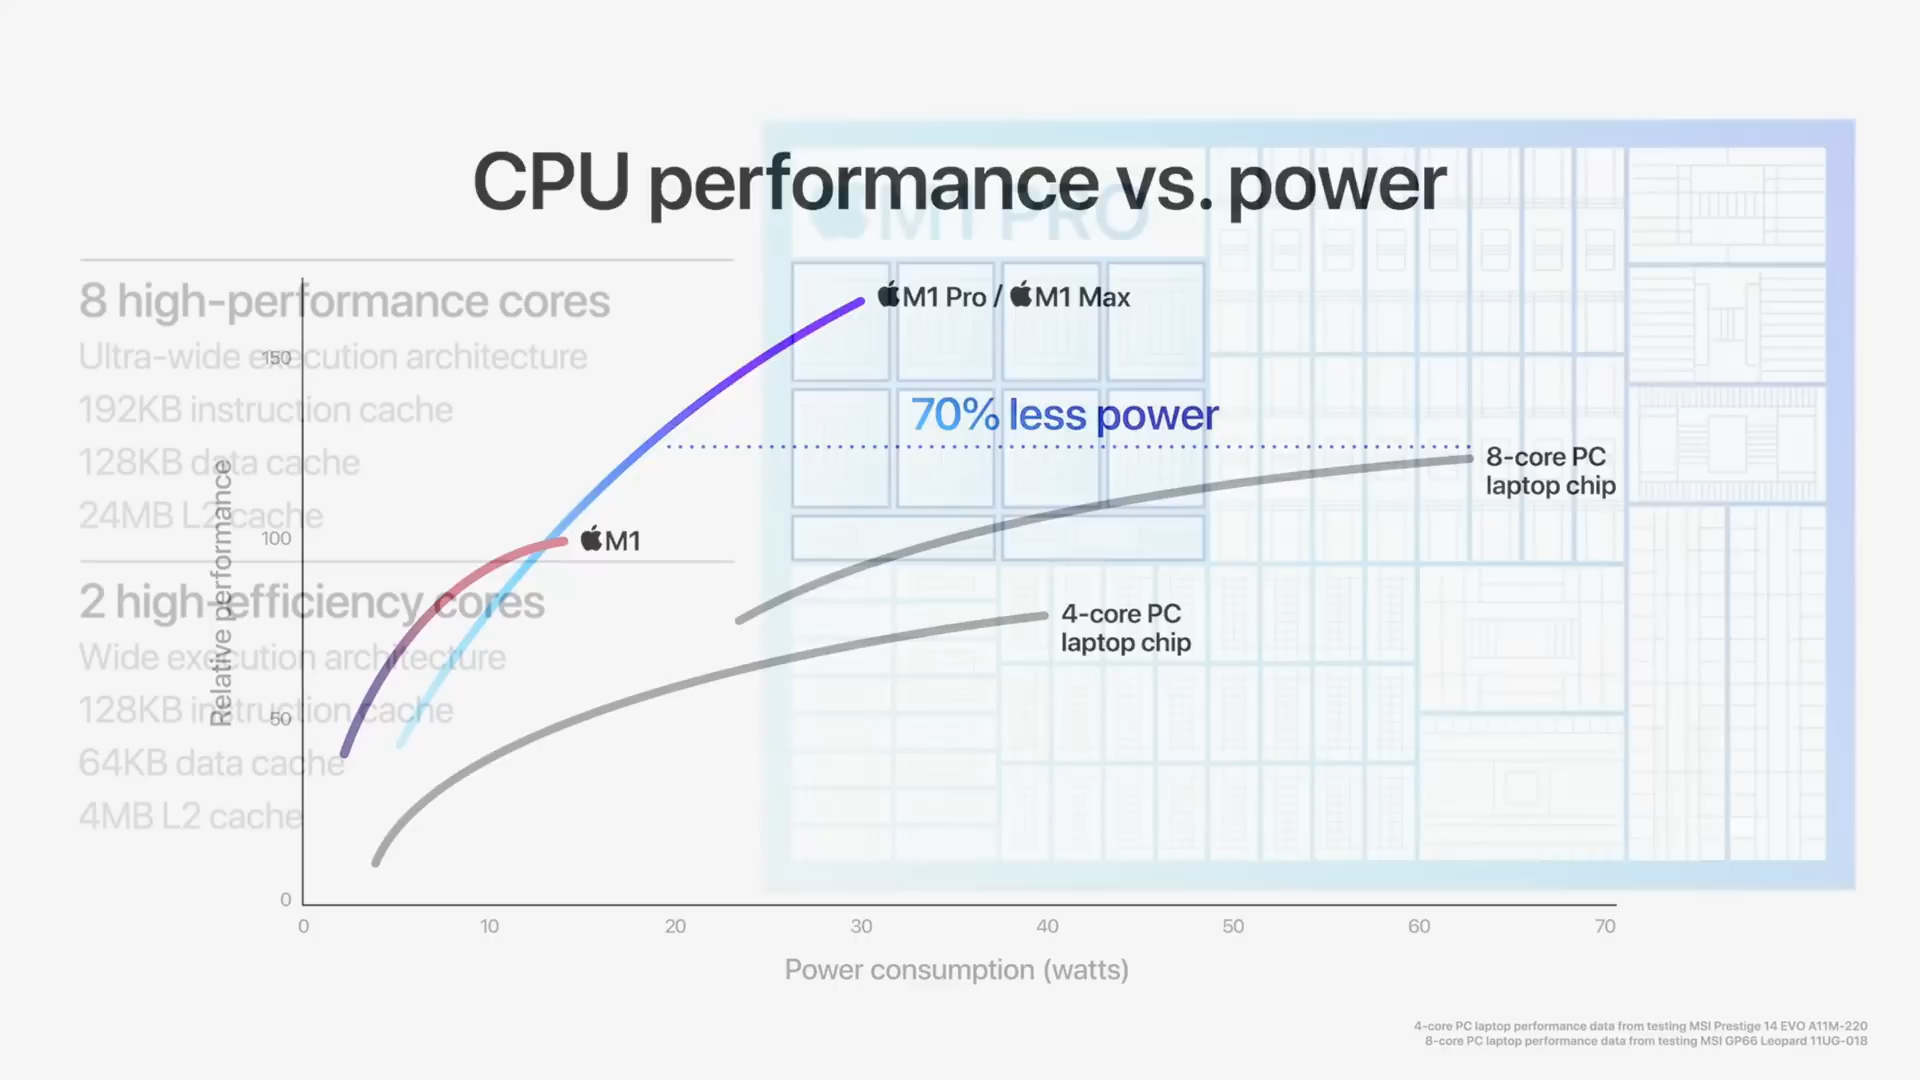 CPU performance vs. power
M1 PRO
8 high-performance cores
Ultra-wide execution architecture
192KB instruction cache
128KB data cache
24MB L2 cache
2 high-efficiency cores
Wide execution architecture
128KB instruction cache
64KB data cache
4MB L2 cache
Relative performance
150
100
50
0
M1 Pro / M1 Max
70% less power
8-core PC
laptop chip
M1
4-core PC
laptop chip
0 10 20 30 40 50 60 70
Power consumption (watts)
4-core PC laptop performance data from testing MSI Prestige 14 EVO A11M-220
8-core PC laptop performance data from testing MSI GP66 Leopard 11UG-018